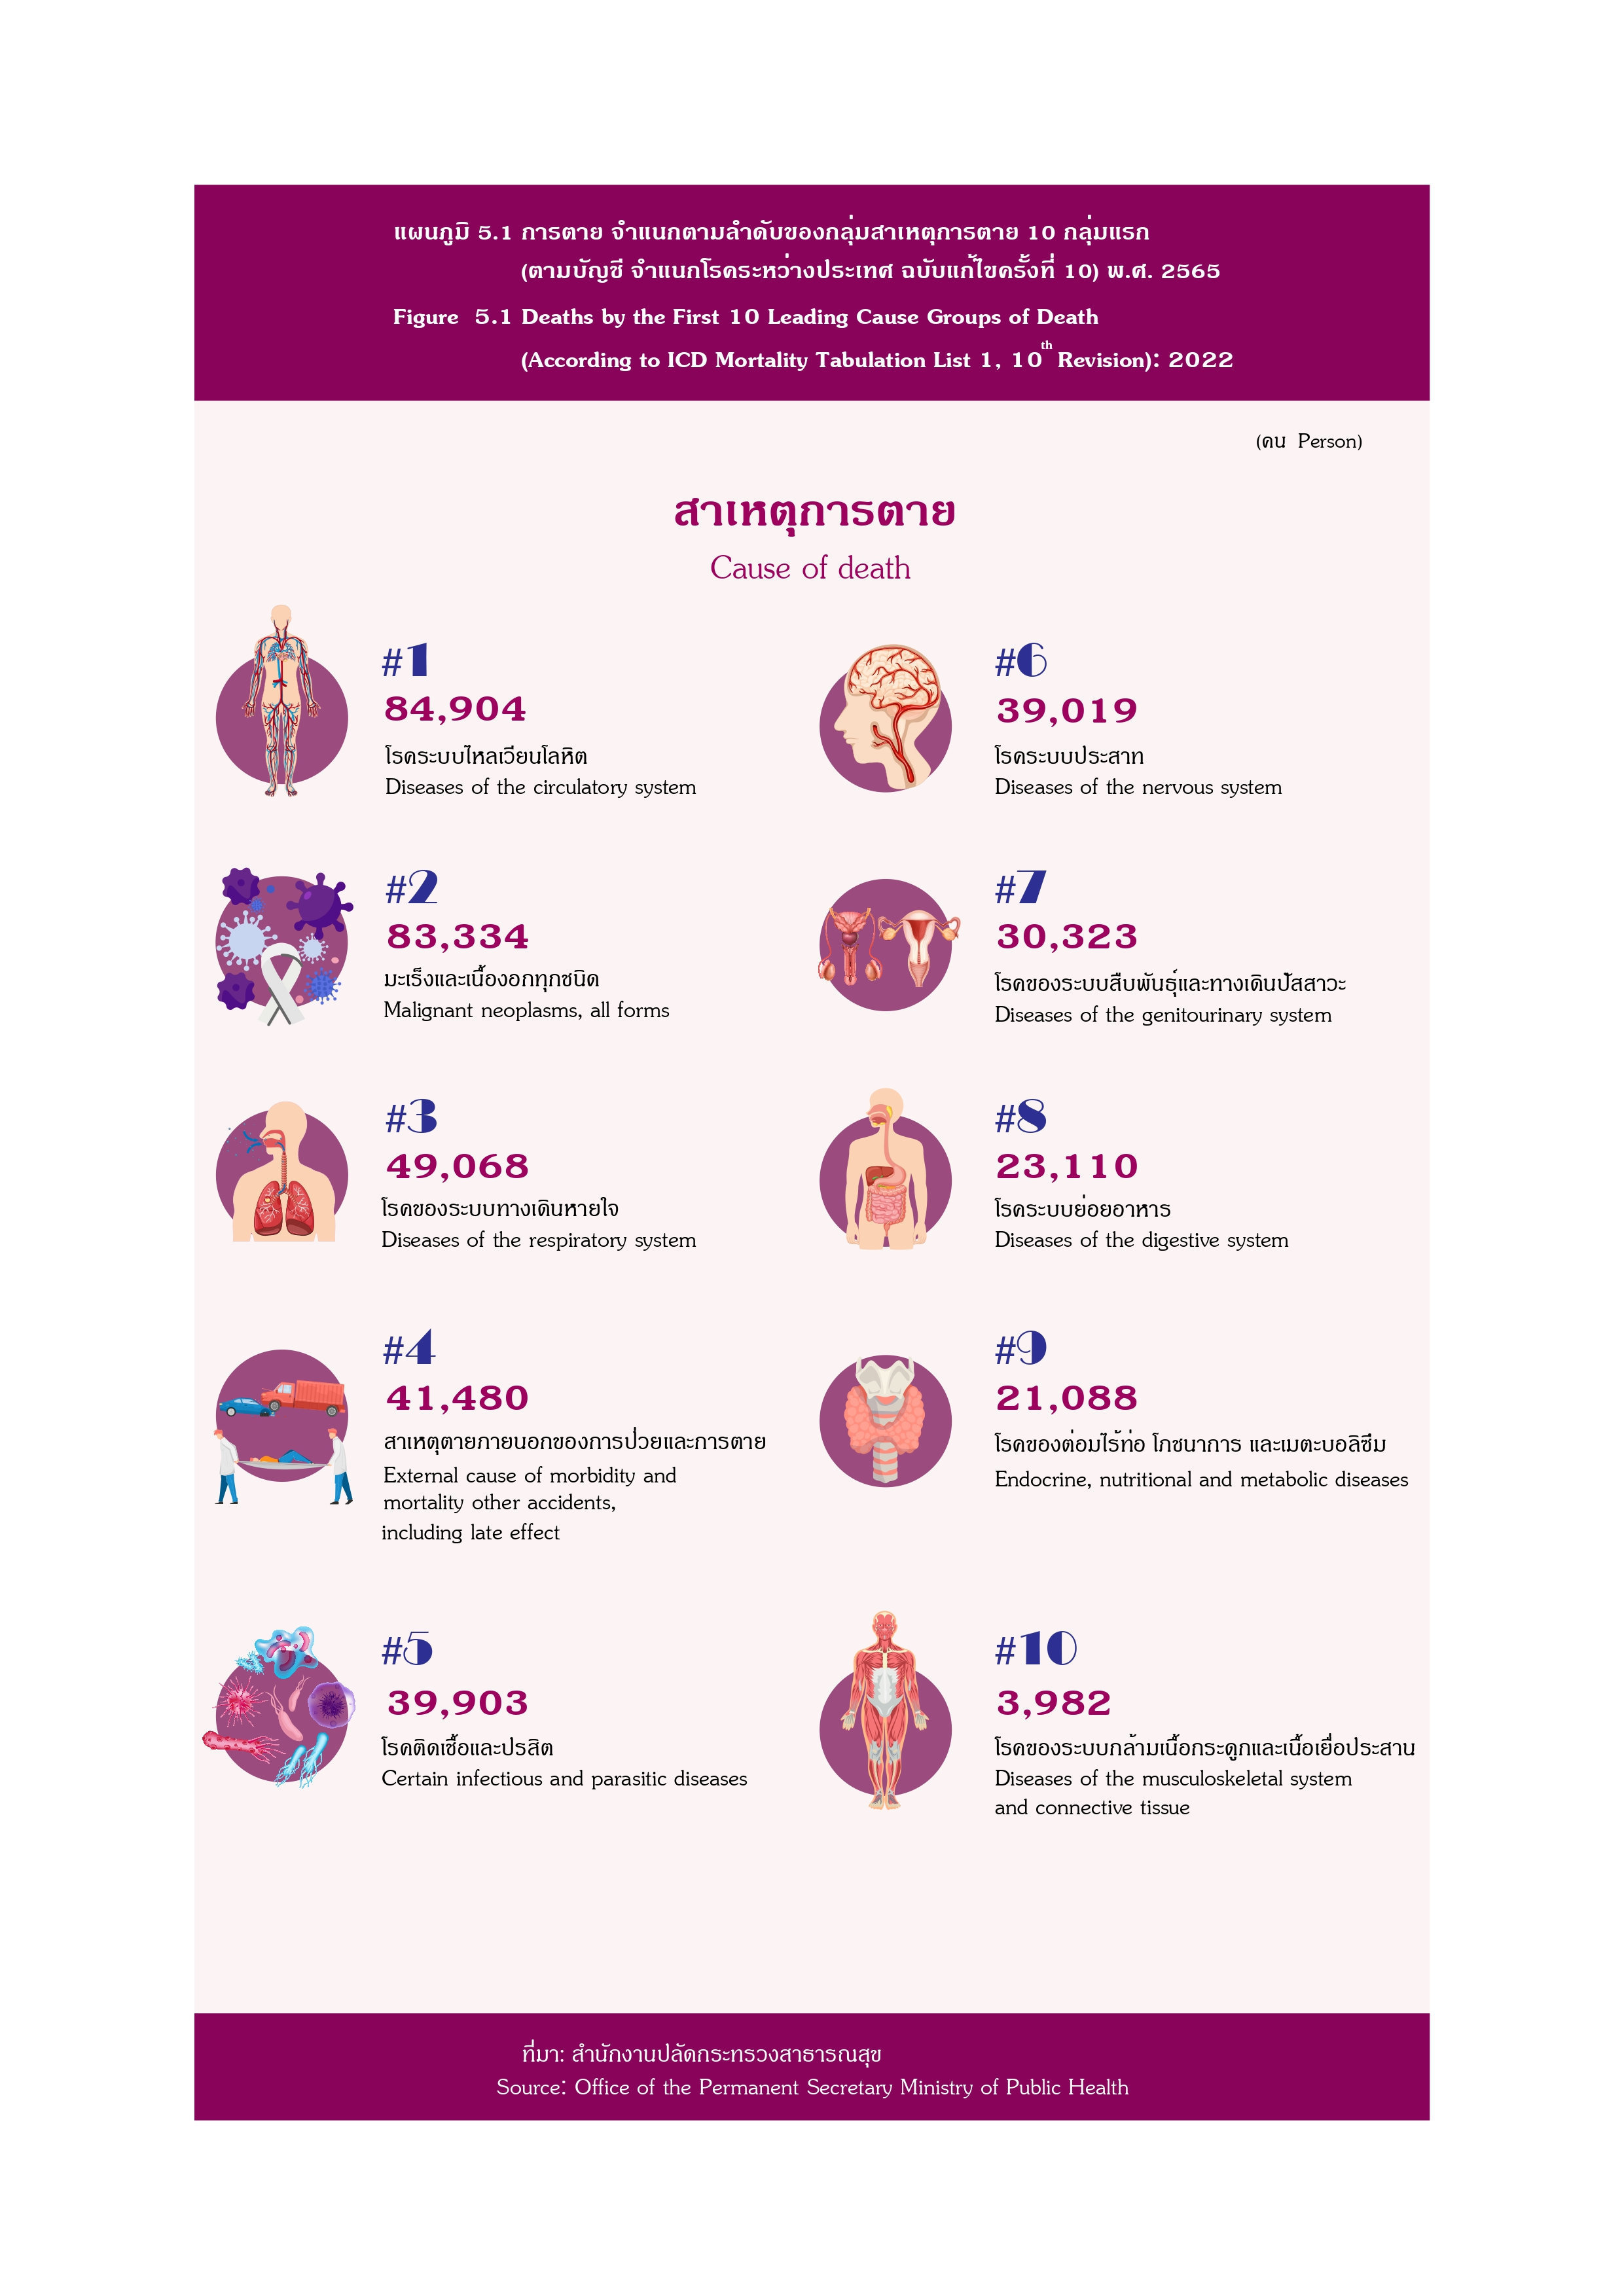 แผนภูมิ 5.1 การตาย จำแนกตามลำดับของกลุ่มสาเหตุการตาย 10 กลุ่มแรก
(ตามบัญชี จำแนกโรคระหว่างประเทศ ฉบับแก้ไขครั้งที่ 10) พ.ศ. 2565
Figure 5.1 Deaths by the First 10 Leading Cause Groups of Death
(According to ICD Mortality Tabulation List 1, 10th Revision): 2022
(คน Person)
สาเหตุการตาย
Cause of death
#1
84,904
โรคระบบไหลเวียนโลหิต
Diseases of the circulatory system
#2
83,334
มะเร็งและเนื้องอกทุกชนิด
Malignant neoplasms, all forms
#3
49,068
โรคของระบบทางเดินหายใจ
Diseases of the respiratory system
#4
41,480
สาเหตุตายภายนอกของการป่วยและการตาย
External cause of morbidity and
mortality other accidents,
including late effect
#5
39,903
โรคติดเชื้อและปรสิต
Certain infectious and parasitic diseases
#6
39,019
โรคระบบประสาท
Diseases of the nervous system
#7
30,323
โรคของระบบสืบพันธุ์และทางเดินปัสสาวะ
Diseases of the genitourinary system
#8
23,110
โรคระบบย่อยอาหาร
Diseases of the digestive system
#9
21,088
โรคของต่อมไร้ท่อ โภชนาการ และเมตะบอลิซึม
Endocrine, nutritional and metabolic diseases
#10
3,982
โรคของระบบกล้ามเนื้อกระดูกและเนื้อเยื่อประสาน
Diseases of the musculoskeletal system
and connective tissue
ที่มา: สำนักงานปลัดกระทรวงสาธารณสุข
Source: Office of the Permanent Secretary Ministry of Public Health